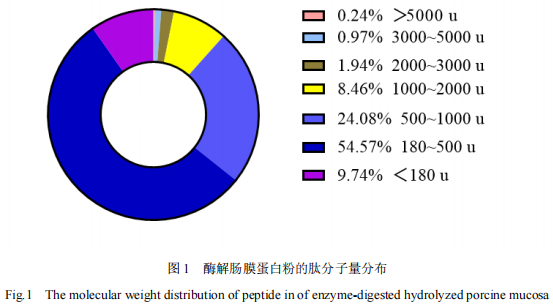 0.24% ＞5000 u
0.97% 3000~5000 u
1.94% 2000~3000 u
8.46% 1000~2000 u
24.08% 500~1000 u
54.57% 180~500 u
9.74% ＜180 u
图 1 酶解肠膜蛋白粉的肽分子量分布
Fig.1 The molecular weight distribution of peptide in of enzyme-digested hydrolyzed porcine mucosa